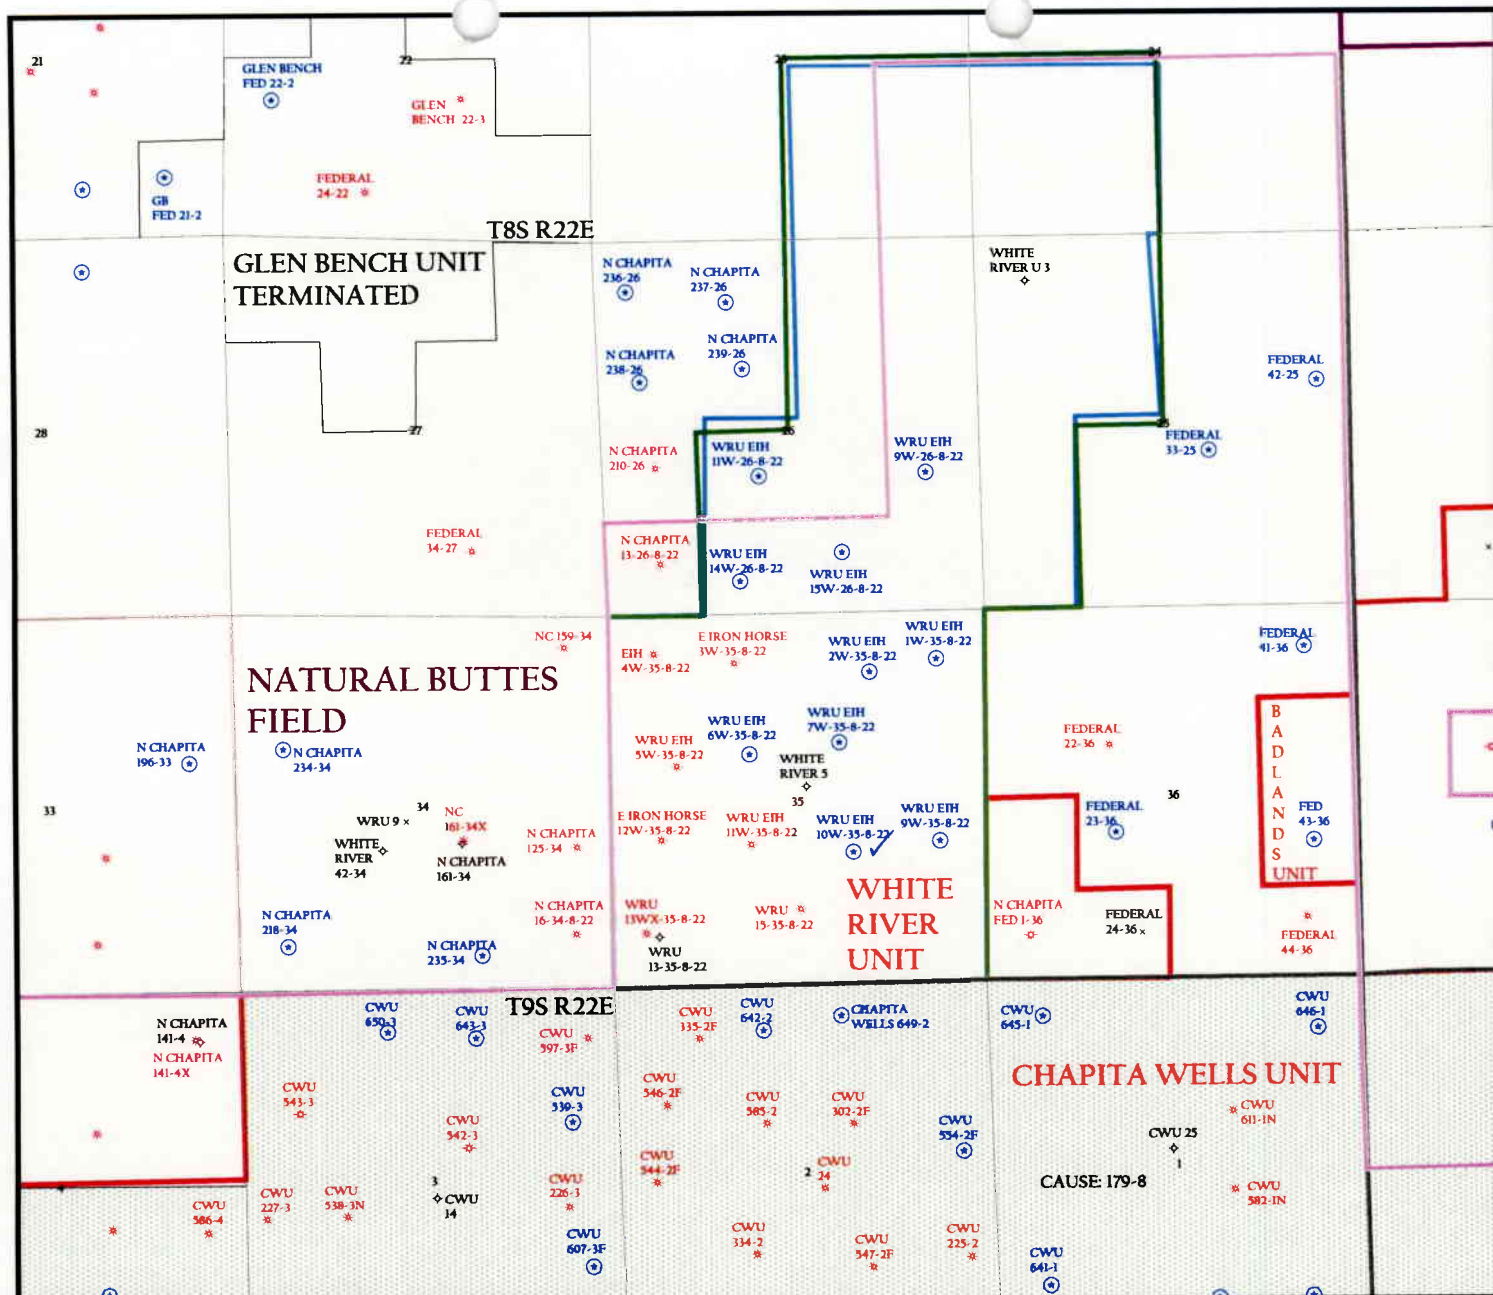 21
22
23
24
GLEN BENCH
FED 22-2
GLEN
BENCH 22-3
FEDERAL
24-22
GB
FED 21-2
T8S R22E
GLEN BENCH UNIT
TERMINATED
N CHAPITA
236-26
N CHAPITA
237-26
WHITE
RIVER U 3
N CHAPITA
238-26
N CHAPITA
239-26
FEDERAL
42-25
28
27
26
25
N CHAPITA
210-26
WRU EIH
11W-26-8-22
WRU EIH
9W-26-8-22
FEDERAL
33-25
FEDERAL
34-27
N CHAPITA
13-26-8-22
WRU EIH
14W-26-8-22
WRU EIH
15W-26-8-22
NC 159-34
EIH
4W-35-8-22
E IRON HORSE
3W-35-8-22
WRU EIH
2W-35-8-22
WRU EIH
1W-35-8-22
FEDERAL
41-36
NATURAL BUTTES
FIELD
N CHAPITA
196-33
N CHAPITA
234-34
WRU EIH
5W-35-8-22
WRU EIH
6W-35-8-22
WRU EIH
7W-35-8-22
WHITE
RIVER 5
FEDERAL
22-36
BADLANDS
UNIT
33
34
35
36
WRU 9
WHITE
RIVER
42-34
NC
161-34X
N CHAPITA
161-34
N CHAPITA
125-34
E IRON HORSE
12W-35-8-22
WRU EIH
11W-35-8-22
WRU EIH
10W-35-8-22
WRU EIH
9W-35-8-22
FEDERAL
23-36
FED
43-36
WHITE
RIVER
UNIT
N CHAPITA
218-34
N CHAPITA
235-34
N CHAPITA
16-34-8-22
WRU
13WX-35-8-22
WRU
13-35-8-22
WRU
15-35-8-22
N CHAPITA
FED 1-36
FEDERAL
24-36
FEDERAL
44-36
T9S R22E
N CHAPITA
141-4
N CHAPITA
141-4X
CWU
650-3
CWU
643-3
CWU
597-3F
CWU
335-2F
CWU
642-2
CHAPITA
WELLS 649-2
CWU
645-1
CWU
646-1
CHAPITA WELLS UNIT
CWU
543-3
CWU
542-3
CWU
539-3
CWU
546-2F
CWU
585-2
CWU
302-2F
CWU
554-2F
CWU
611-1N
CWU 25
1
CAUSE: 179-8
4
3
2
CWU
586-4
CWU
227-3
CWU
538-3N
CWU
14
CWU
226-3
CWU
544-2F
CWU
24
CWU
582-1N
CWU
607-3F
CWU
334-2
CWU
547-2F
CWU
225-2
CWU
641-1